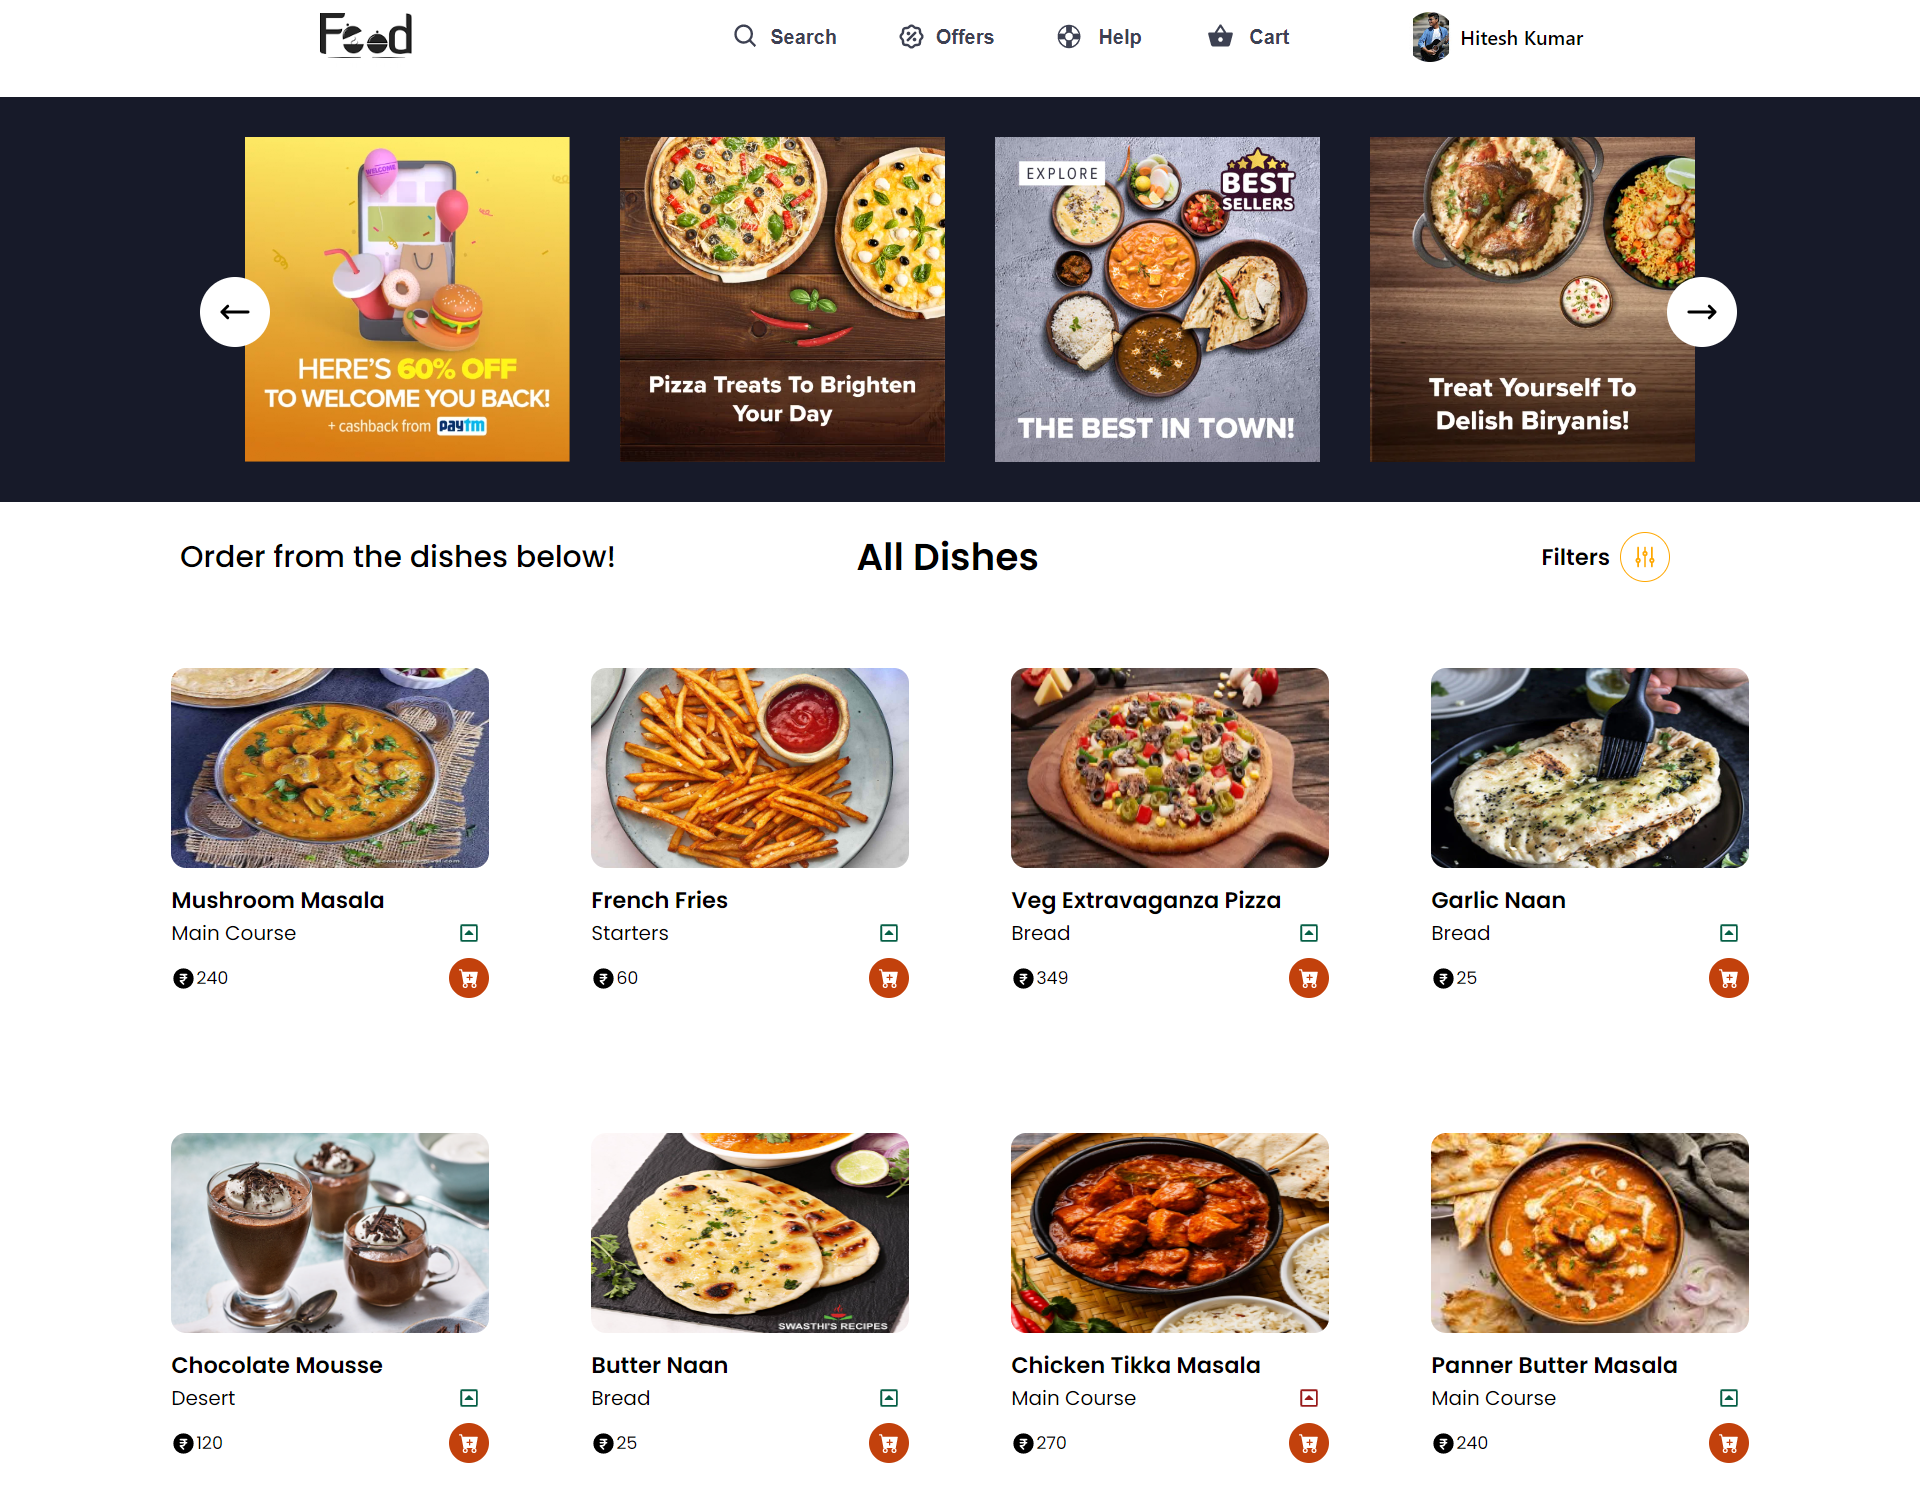 Food
Search
Offers
Help
Cart
Hitesh Kumar
WELCOME
HERE'S 60% OFF
TO WELCOME YOU BACK!
+ cashback from paytm
Pizza Treats To Brighten
Your Day
EXPLORE
BEST
SELLERS
THE BEST IN TOWN!
Treat Yourself To
Delish Biryanis!
Order from the dishes below!
All Dishes
Filters
Mushroom Masala
Main Course
₹ 240
French Fries
Starters
₹ 60
Veg Extravaganza Pizza
Bread
₹ 349
Garlic Naan
Bread
₹ 25
Chocolate Mousse
Desert
₹ 120
SWASTHI'S RECIPES
Butter Naan
Bread
₹ 25
Chicken Tikka Masala
Main Course
₹ 270
Panner Butter Masala
Main Course
₹ 240